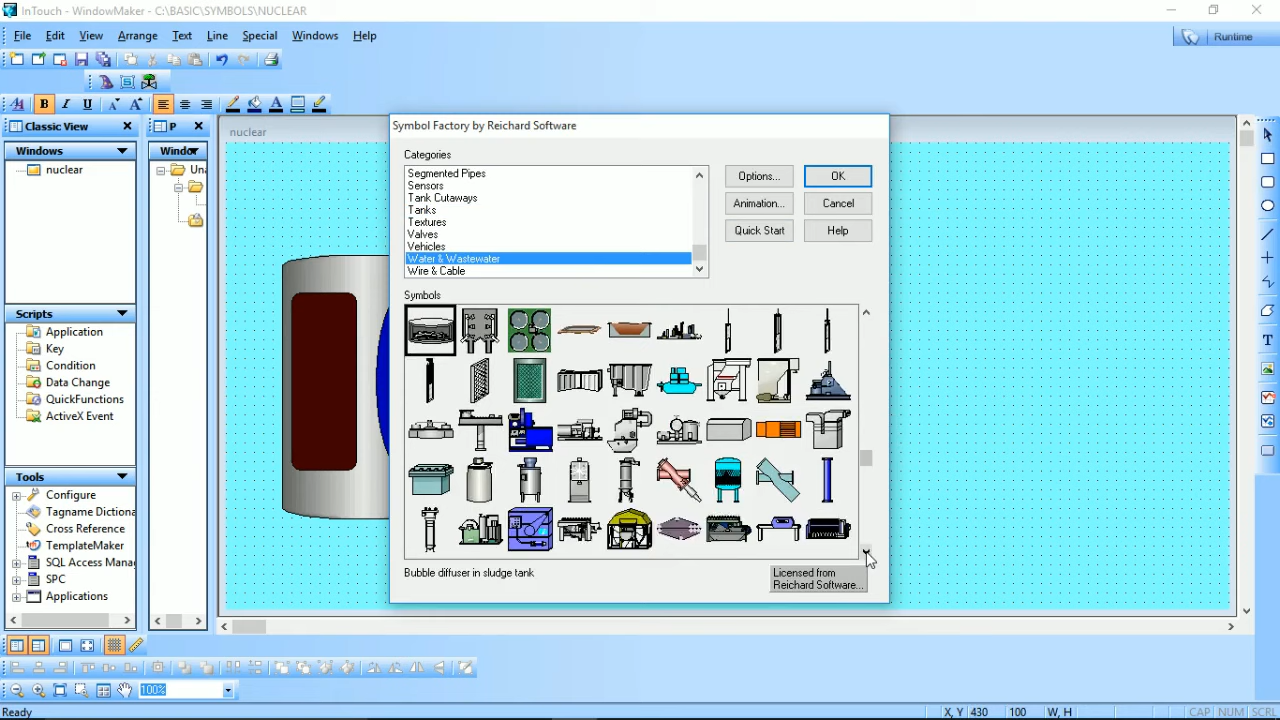 InTouch - WindowMaker - C:\BASIC\SYMBOLS\NUCLEAR
File Edit View Arrange Text Line Special Windows Help
Runtime
B I U A A A
Classic View
P
Windows
Windov
nuclear
Una
nuclear
Symbol Factory by Reichard Software
Categories
Segmented Pipes
Sensors
Tank Cutaways
Tanks
Textures
Valves
Vehicles
Water & Wastewater
Wire & Cable
Options...
OK
Animation...
Cancel
Quick Start
Help
Symbols
Bubble diffuser in sludge tank
Licensed from
Reichard Software...
Scripts
Application
Key
Condition
Data Change
QuickFunctions
ActiveX Event
Tools
Configure
Tagname Dictiona
Cross Reference
TemplateMaker
SQL Access Manag
SPC
Applications
T
100%
Ready
X, Y 430 100 W, H CAP NUM SCRL